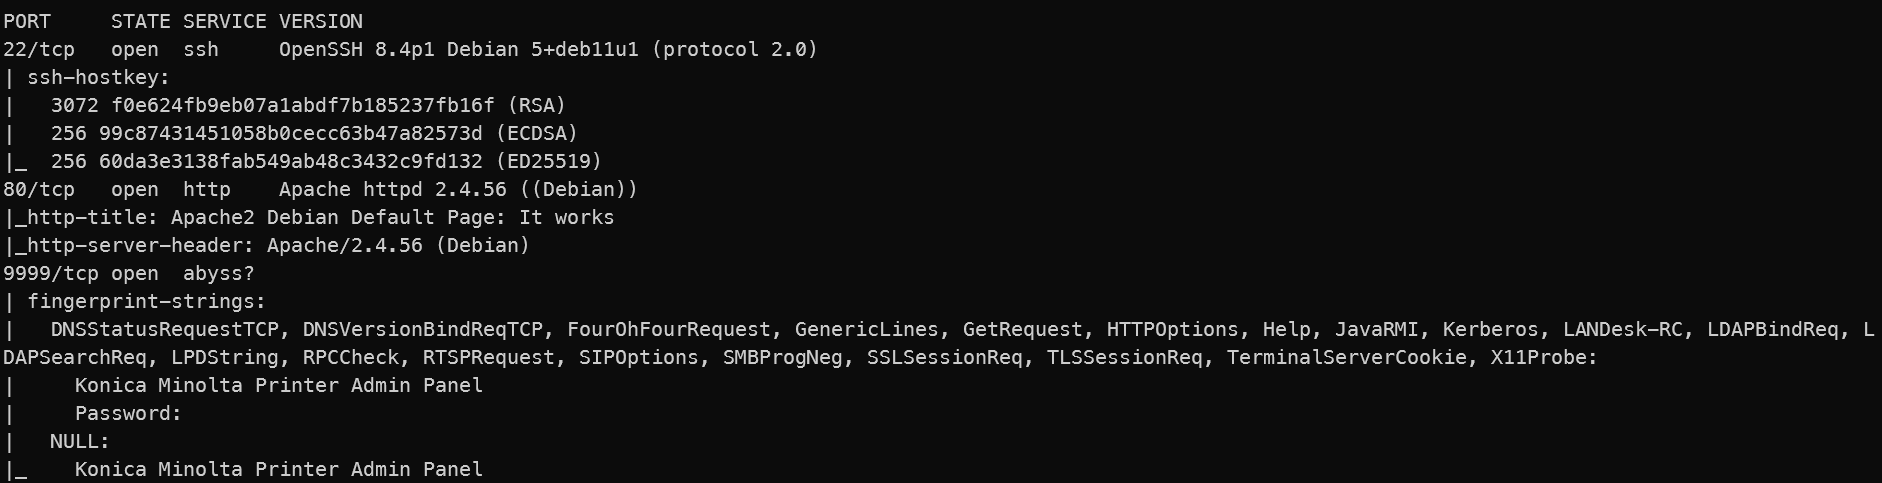 PORT     STATE SERVICE VERSION
22/tcp   open  ssh     OpenSSH 8.4p1 Debian 5+deb11u1 (protocol 2.0)
| ssh-hostkey:
|   3072 f0e624fb9eb07a1abdf7b185237fb16f (RSA)
|   256 99c87431451058b0cecc63b47a82573d (ECDSA)
|_  256 60da3e3138fab549ab48c3432c9fd132 (ED25519)
80/tcp   open  http    Apache httpd 2.4.56 ((Debian))
|_http-title: Apache2 Debian Default Page: It works
|_http-server-header: Apache/2.4.56 (Debian)
9999/tcp open  abyss?
| fingerprint-strings:
|   DNSStatusRequestTCP, DNSVersionBindReqTCP, FourOhFourRequest, GenericLines, GetRequest, HTTPOptions, Help, JavaRMI, Kerberos, LANDesk-RC, LDAPBindReq, L
DAPSearchReq, LPDString, RPCCheck, RTSPRequest, SIPOptions, SMBProgNeg, SSLSessionReq, TLSSessionReq, TerminalServerCookie, X11Probe:
|     Konica Minolta Printer Admin Panel
|     Password:
|   NULL:
|_    Konica Minolta Printer Admin Panel